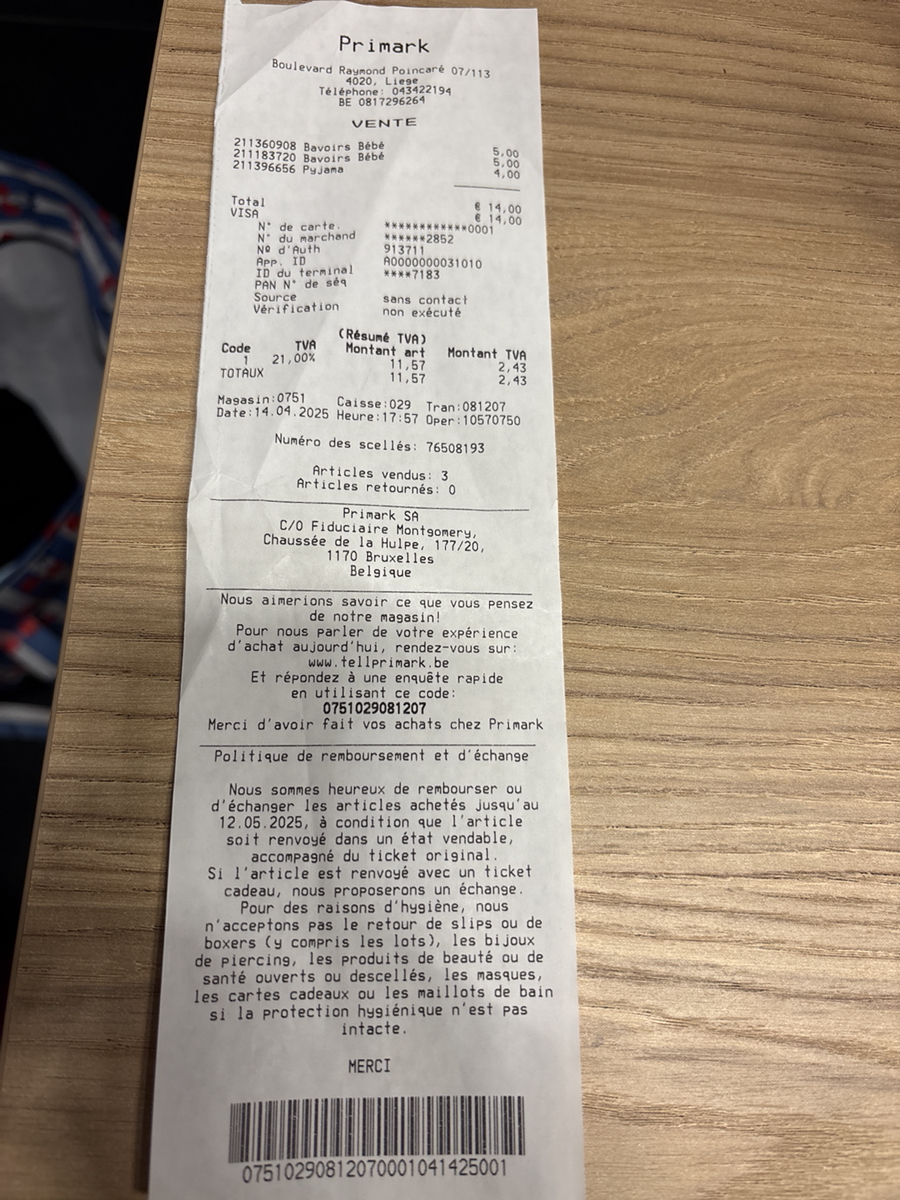 Primark
Boulevard Raymond Poincaré 07/113
4020, Liege
Téléphone: 043422194
BE 0817296264
VENTE
211360908 Bavoirs Bébé 5,00
211183720 Bavoirs Bébé 5,00
211396656 Pyjama 4,00
Total € 14,00
VISA € 14,00
N° de carte. ************0001
N° du marchand ******2852
Nº d'Auth 913711
App. ID A0000000031010
ID du terminal ****7183
PAN N° de séq
Source sans contact
Vérification non exécuté
(Résumé TVA)
Code TVA Montant art Montant TVA
1 21,00% 11,57 2,43
TOTAUX 11,57 2,43
Magasin:0751 Caisse:029 Tran:081207
Date:14.04.2025 Heure:17:57 Oper:10570750
Numéro des scellés: 76508193
Articles vendus: 3
Articles retournés: 0
Primark SA
C/O Fiduciaire Montgomery,
Chaussée de la Hulpe, 177/20,
1170 Bruxelles
Belgique
Nous aimerions savoir ce que vous pensez
de notre magasin!
Pour nous parler de votre expérience
d'achat aujourd'hui, rendez-vous sur:
www.tellprimark.be
Et répondez à une enquête rapide
en utilisant ce code:
0751029081207
Merci d'avoir fait vos achats chez Primark
Politique de remboursement et d'échange
Nous sommes heureux de rembourser ou
d'échanger les articles achetés jusqu'au
12.05.2025, à condition que l'article
soit renvoyé dans un état vendable,
accompagné du ticket original.
Si l'article est renvoyé avec un ticket
cadeau, nous proposerons un échange.
Pour des raisons d'hygiène, nous
n'acceptons pas le retour de slips ou de
boxers (y compris les lots), les bijoux
de piercing, les produits de beauté ou de
santé ouverts ou descellés, les masques,
les cartes cadeaux ou les maillots de bain
si la protection hygiénique n'est pas
intacte.
MERCI
07510290812070001041425001